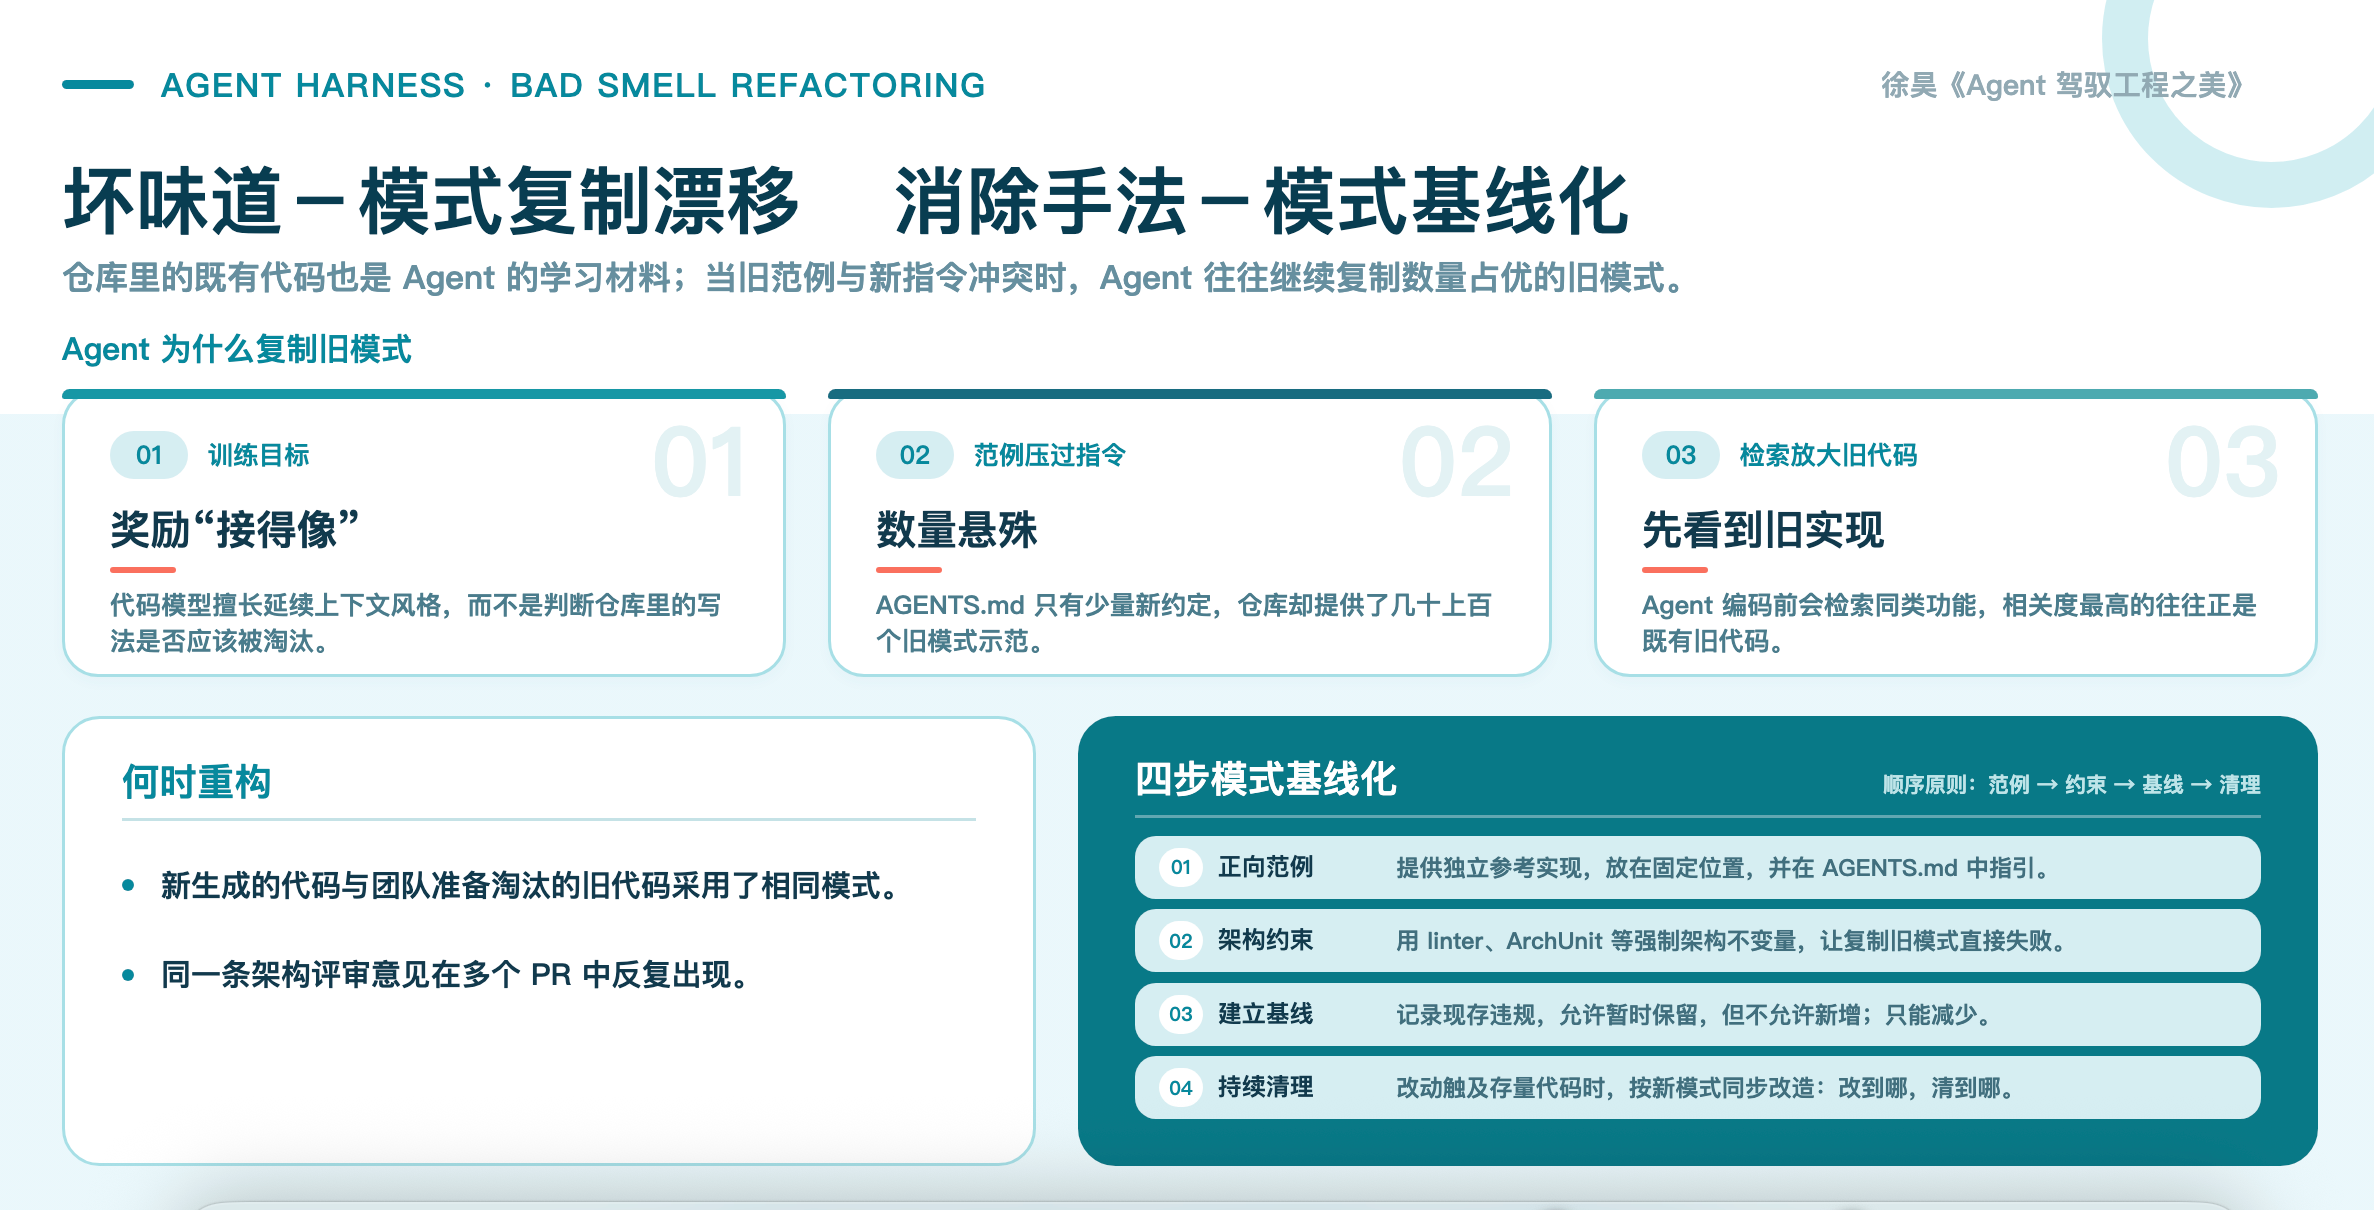 AGENT HARNESS · BAD SMELL REFACTORING
徐昊《Agent 驾驭工程之美》
坏味道－模式复制漂移 消除手法－模式基线化
仓库里的既有代码也是 Agent 的学习材料；当旧范例与新指令冲突时，Agent 往往继续复制数量占优的旧模式。
Agent 为什么复制旧模式
01 训练目标
01
奖励“接得像”
代码模型擅长延续上下文风格，而不是判断仓库里的写
法是否应该被淘汰。
02 范例压过指令
02
数量悬殊
AGENTS.md 只有少量新约定，仓库却提供了几十上百
个旧模式示范。
03 检索放大旧代码
03
先看到旧实现
Agent 编码前会检索同类功能，相关度最高的往往正是
既有旧代码。
何时重构
• 新生成的代码与团队准备淘汰的旧代码采用了相同模式。
• 同一条架构评审意见在多个 PR 中反复出现。
四步模式基线化
顺序原则：范例 → 约束 → 基线 → 清理
01 正向范例 提供独立参考实现，放在固定位置，并在 AGENTS.md 中指引。
02 架构约束 用 linter、ArchUnit 等强制架构不变量，让复制旧模式直接失败。
03 建立基线 记录现存违规，允许暂时保留，但不允许新增；只能减少。
04 持续清理 改动触及存量代码时，按新模式同步改造：改到哪，清到哪。